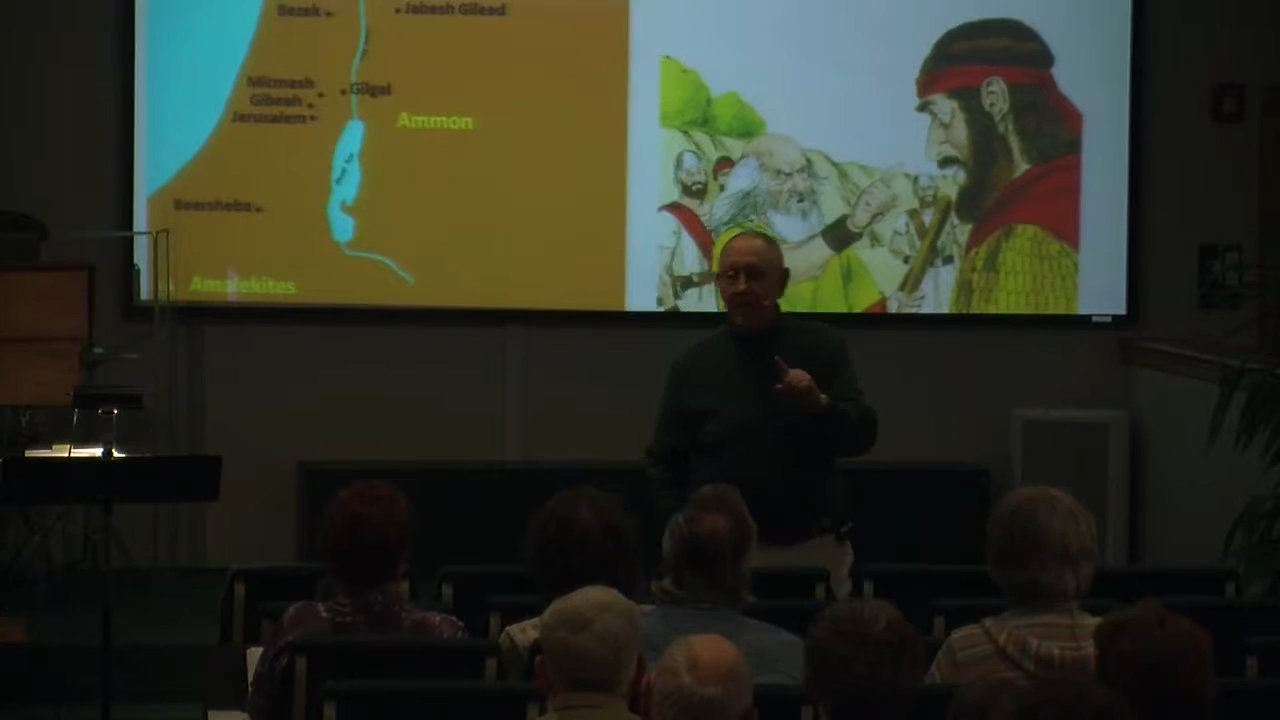 Bezek
Jabesh Gilead
Micmash
Gilgal
Gibeah
Jerusalem
Ammon
Beersheba
Amalekites